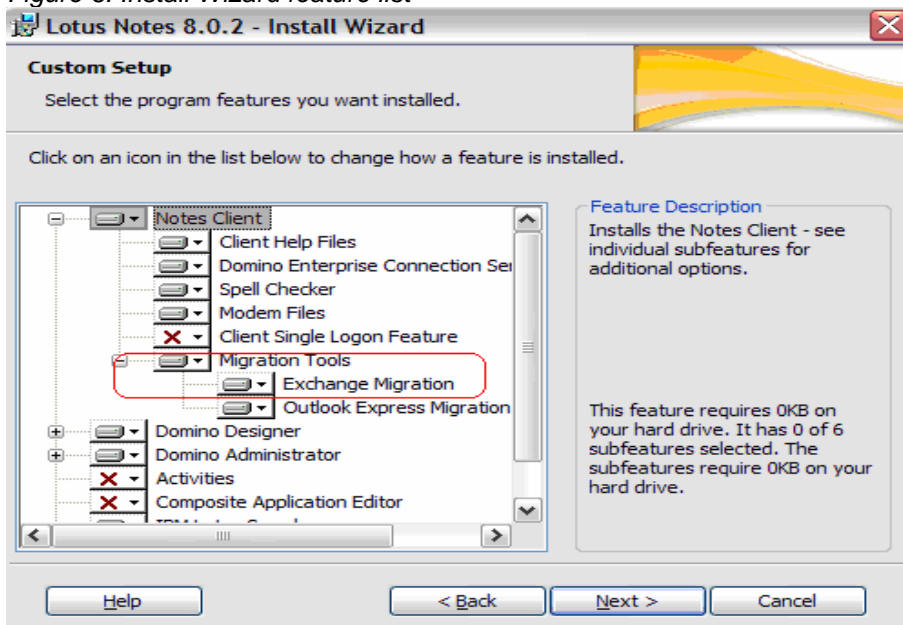 Figure 6. Install Wizard feature list
Lotus Notes 8.0.2 - Install Wizard
Custom Setup
Select the program features you want installed.
Click on an icon in the list below to change how a feature is installed.
Notes Client
Client Help Files
Domino Enterprise Connection Ser
Spell Checker
Modem Files
Client Single Logon Feature
Migration Tools
Exchange Migration
Outlook Express Migration
Domino Designer
Domino Administrator
Activities
Composite Application Editor
Feature Description
Installs the Notes Client - see
individual subfeatures for
additional options.
This feature requires 0KB on
your hard drive. It has 0 of 6
subfeatures selected. The
subfeatures require 0KB on your
hard drive.
Help
< Back
Next >
Cancel